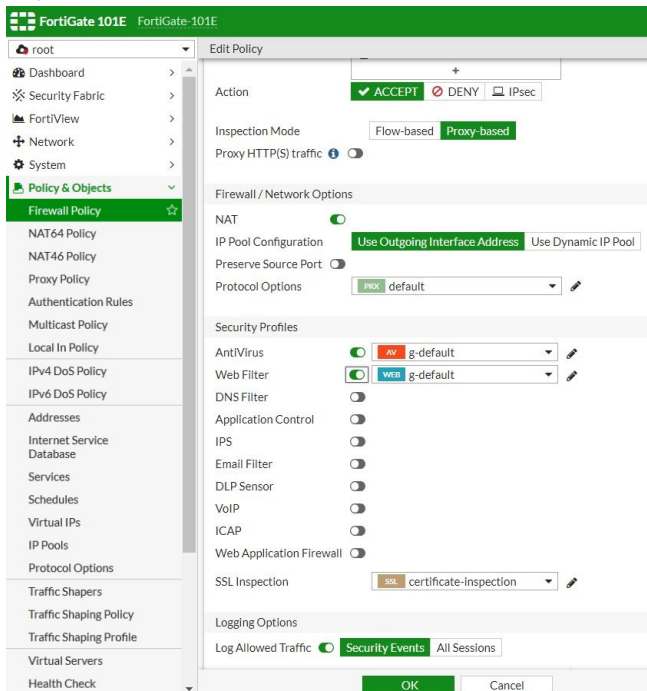 FortiGate 101E FortiGate-101E
root
Edit Policy
Dashboard
Security Fabric
FortiView
Network
System
Policy & Objects
Firewall Policy
NAT64 Policy
NAT46 Policy
Proxy Policy
Authentication Rules
Multicast Policy
Local In Policy
IPv4 DoS Policy
IPv6 DoS Policy
Addresses
Internet Service
Database
Services
Schedules
Virtual IPs
IP Pools
Protocol Options
Traffic Shapers
Traffic Shaping Policy
Traffic Shaping Profile
Virtual Servers
Health Check
+
Action ACCEPT DENY IPsec
Inspection Mode Flow-based Proxy-based
Proxy HTTP(S) traffic
Firewall / Network Options
NAT
IP Pool Configuration Use Outgoing Interface Address Use Dynamic IP Pool
Preserve Source Port
Protocol Options PRX default
Security Profiles
AntiVirus AV g-default
Web Filter WEB g-default
DNS Filter
Application Control
IPS
Email Filter
DLP Sensor
VoIP
ICAP
Web Application Firewall
SSL Inspection SSL certificate-inspection
Logging Options
Log Allowed Traffic Security Events All Sessions
OK Cancel